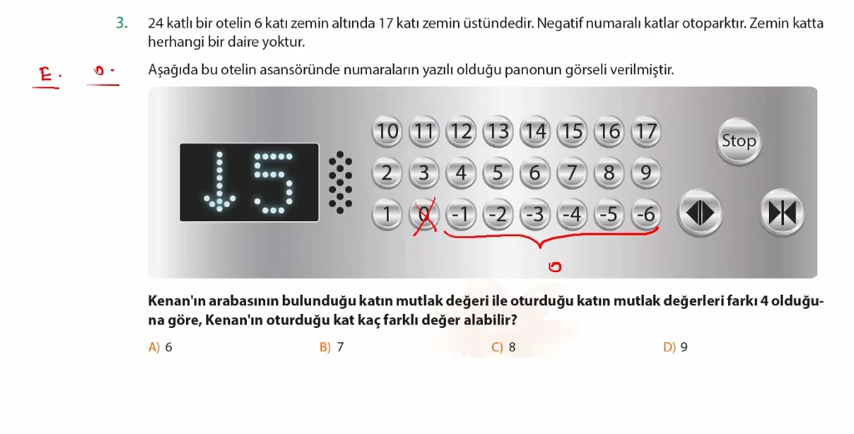 3. 24 katlı bir otelin 6 katı zemin altında 17 katı zemin üstündedir. Negatif numaralı katlar otoparktır. Zemin katta
herhangi bir daire yoktur.
E. O.
Aşağıda bu otelin asansöründe numaraların yazılı olduğu panonun görseli verilmiştir.
10 11 12 13 14 15 16 17
Stop
↓5
2 3 4 5 6 7 8 9
1 0 -1 -2 -3 -4 -5 -6
O
Kenan'ın arabasının bulunduğu katın mutlak değeri ile oturduğu katın mutlak değerleri farkı 4 olduğu-
na göre, Kenan'ın oturduğu kat kaç farklı değer alabilir?
A) 6 B) 7 C) 8 D) 9